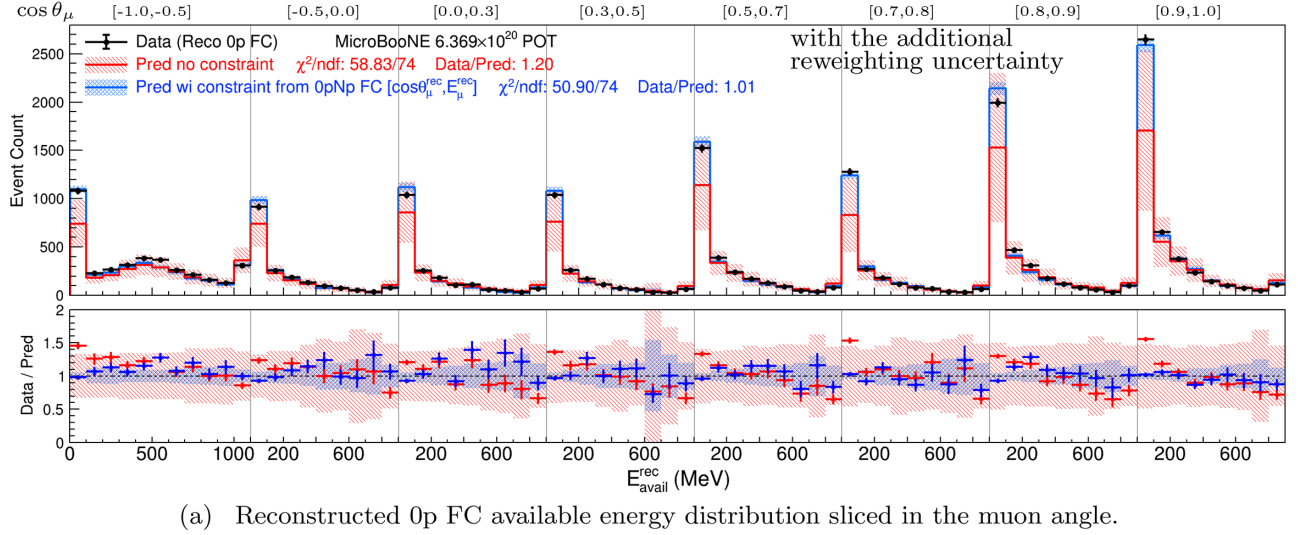 cos θμ [-1.0,-0.5] [-0.5,0.0] [0.0,0.3] [0.3,0.5] [0.5,0.7] [0.7,0.8] [0.8,0.9] [0.9,1.0]
Data (Reco 0p FC) MicroBooNE 6.369×10²⁰ POT
Pred no constraint χ²/ndf: 58.83/74 Data/Pred: 1.20
Pred wi constraint from 0pNp FC [cosθ_μ^rec,E_μ^rec] χ²/ndf: 50.90/74 Data/Pred: 1.01
with the additional
reweighting uncertainty
Event Count
2500
2000
1500
1000
500
0
Data / Pred
2
1.5
1
0.5
0
0 500 1000 200 600 200 600 200 600 200 600 200 600 200 600 200 600
E_avail^rec (MeV)
(a) Reconstructed 0p FC available energy distribution sliced in the muon angle.